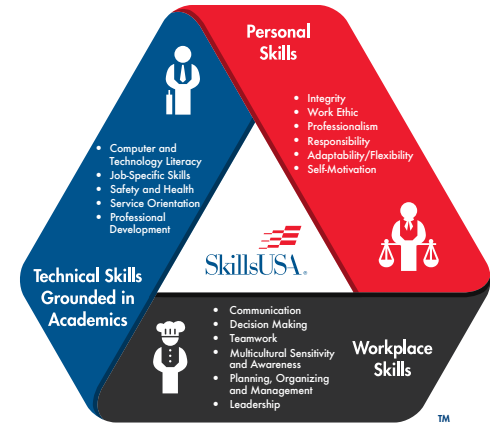 Personal
Skills
• Integrity
• Work Ethic
• Professionalism
• Responsibility
• Adaptability/Flexibility
• Self-Motivation
• Computer and
Technology Literacy
• Job-Specific Skills
• Safety and Health
• Service Orientation
• Professional
Development
Technical Skills
Grounded in
Academics
SkillsUSA®
• Communication
• Decision Making
• Teamwork
• Multicultural Sensitivity
and Awareness
• Planning, Organizing
and Management
• Leadership
Workplace
Skills
TM